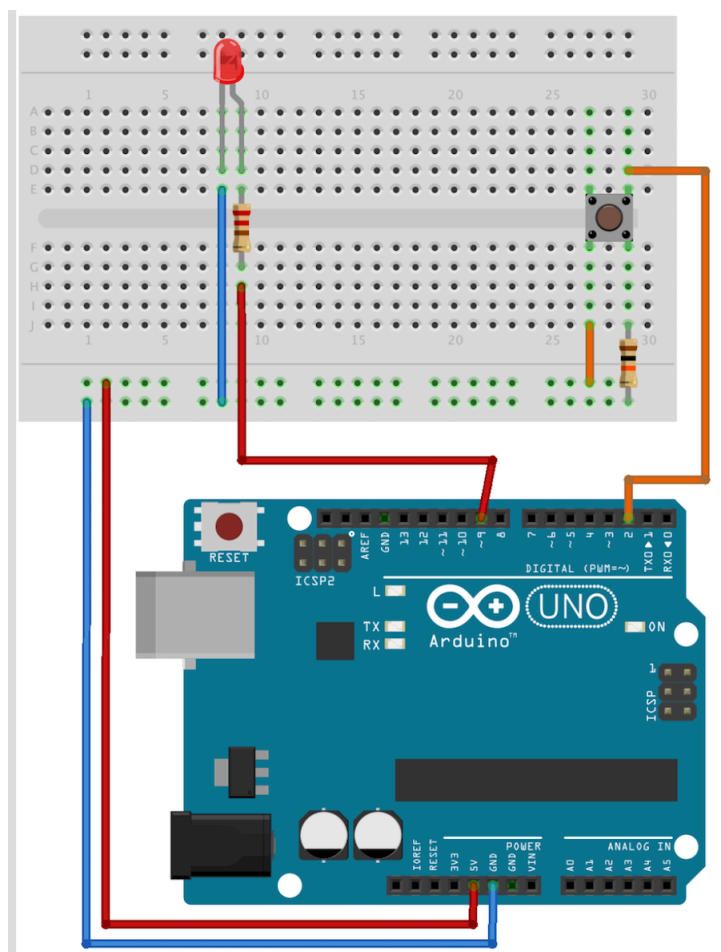 1 5 10 15 20 25 30
A
B
C
D
E
F
G
H
I
J
1 5 10 15 20 25 30
RESET
ICSP2
AREF
GND
13
12
~11
~10
~9
8
7
~6
~5
4
~3
2
TX0▶1
RX0◀0
DIGITAL (PWM=~)
L
TX
RX
Arduino™
UNO
ON
1
ICSP
POWER
ANALOG IN
IOREF
RESET
3V3
5V
GND
GND
VIN
A0
A1
A2
A3
A4
A5